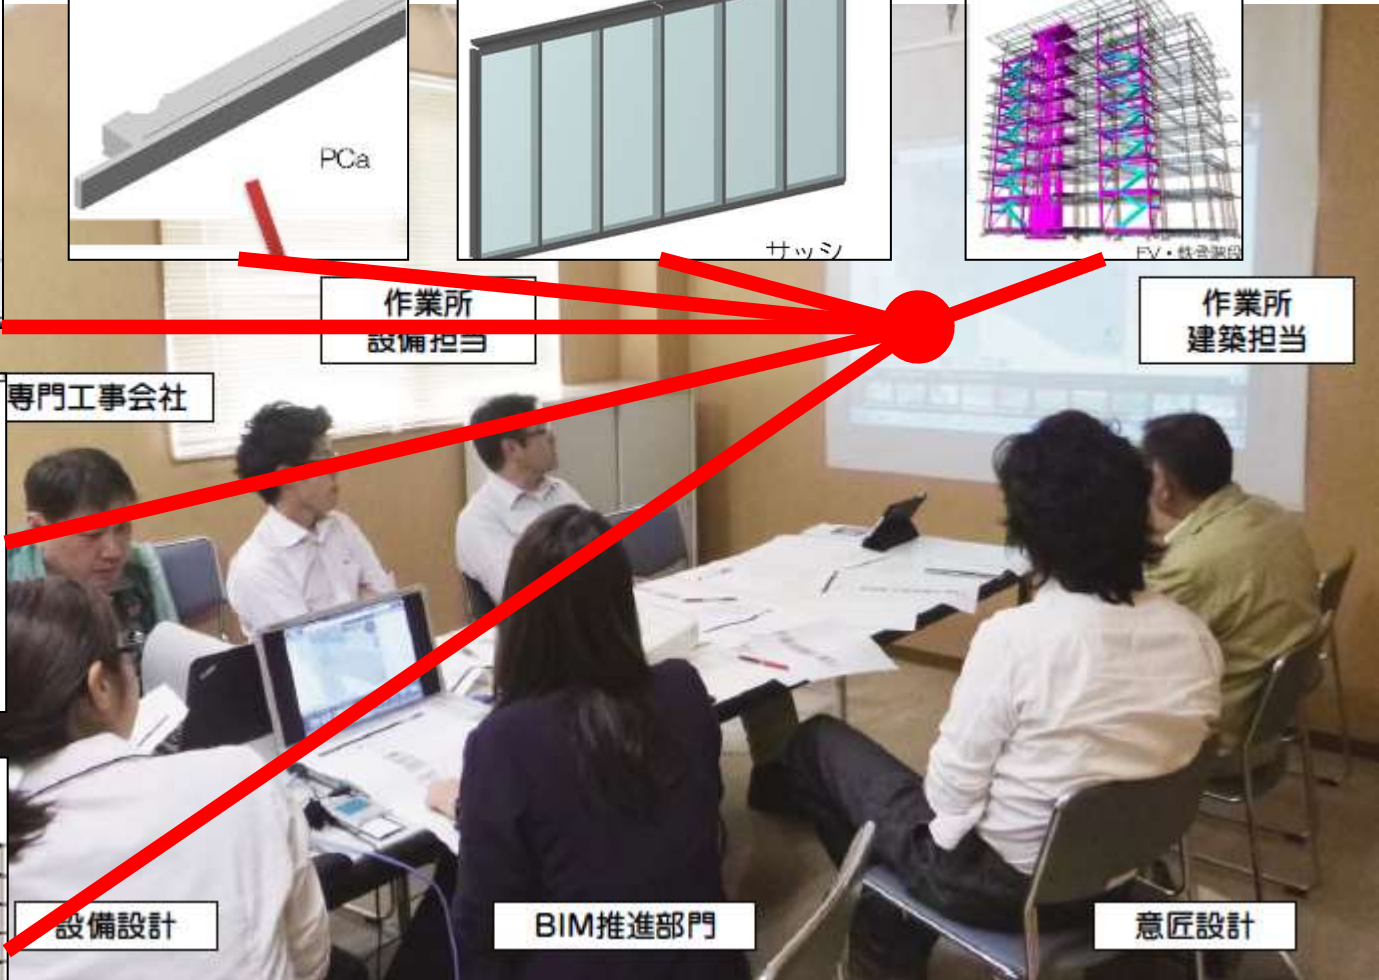 PCa
サッシ
EV・鉄骨階段
作業所
設備担当
作業所
建築担当
専門工事会社
設備設計
BIM推進部門
意匠設計